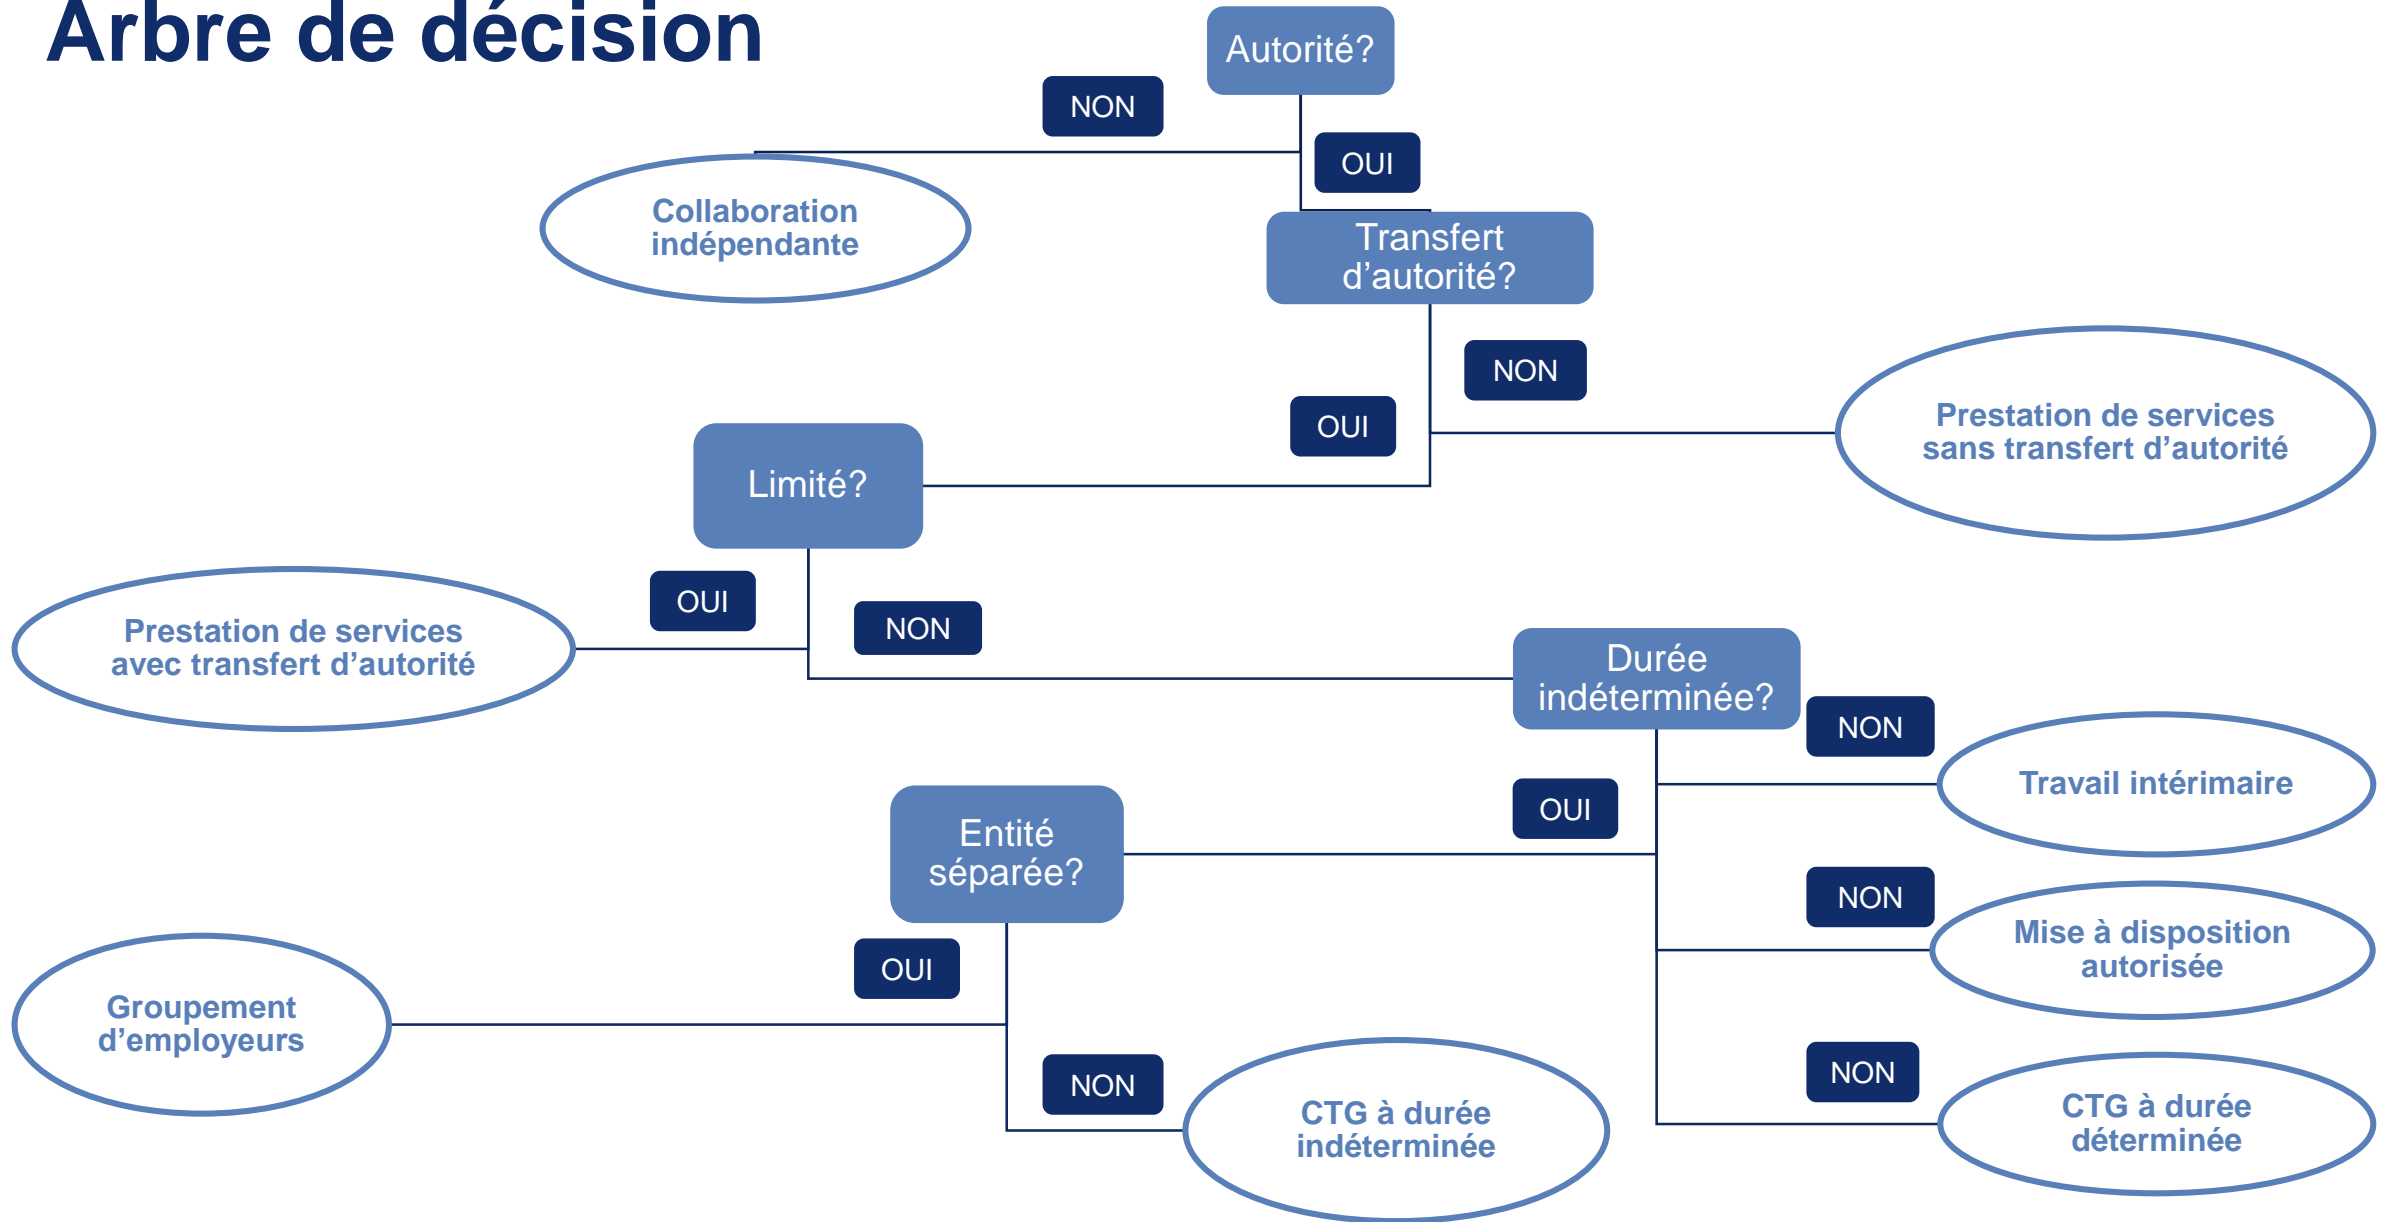 Arbre de décision
Autorité?
NON
OUI
Collaboration
indépendante
Transfert
d’autorité?
NON
OUI
Prestation de services
sans transfert d’autorité
Limité?
OUI
NON
Prestation de services
avec transfert d’autorité
Durée
indéterminée?
NON
Travail intérimaire
OUI
Entité
séparée?
NON
Mise à disposition
autorisée
OUI
Groupement
d’employeurs
NON
CTG à durée
indéterminée
NON
CTG à durée
déterminée